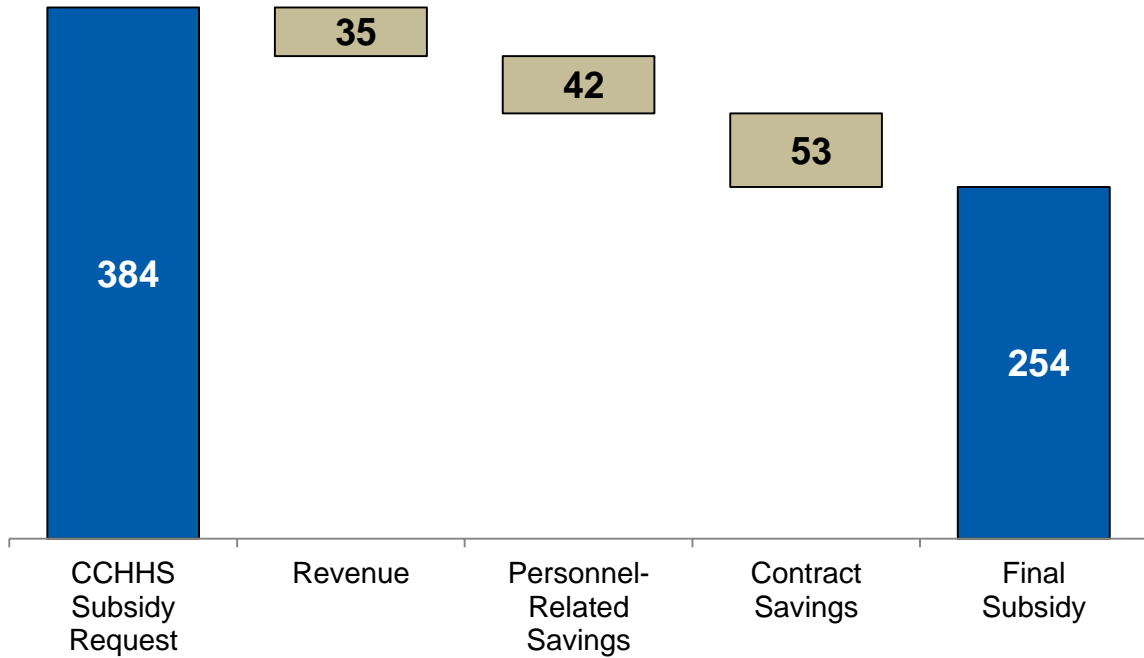 35
42
53
384
254
CCHHS
Subsidy
Request
Revenue
Personnel-
Related
Savings
Contract
Savings
Final
Subsidy